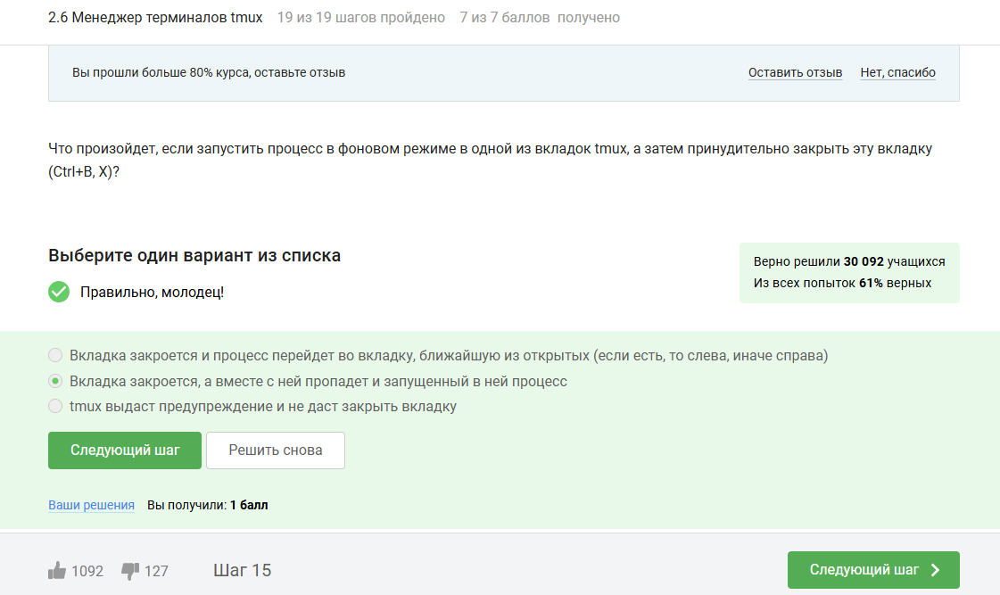 2.6 Менеджер терминалов tmux 19 из 19 шагов пройдено 7 из 7 баллов получено
Вы прошли больше 80% курса, оставьте отзыв Оставить отзыв Нет, спасибо
Что произойдет, если запустить процесс в фоновом режиме в одной из вкладок tmux, а затем принудительно закрыть эту вкладку
(Ctrl+B, X)?
Выберите один вариант из списка
Правильно, молодец!
Верно решили 30 092 учащихся
Из всех попыток 61% верных
Вкладка закроется и процесс перейдет во вкладку, ближайшую из открытых (если есть, то слева, иначе справа)
Вкладка закроется, а вместе с ней пропадет и запущенный в ней процесс
tmux выдаст предупреждение и не даст закрыть вкладку
Следующий шаг Решить снова
Ваши решения Вы получили: 1 балл
1092 127 Шаг 15 Следующий шаг